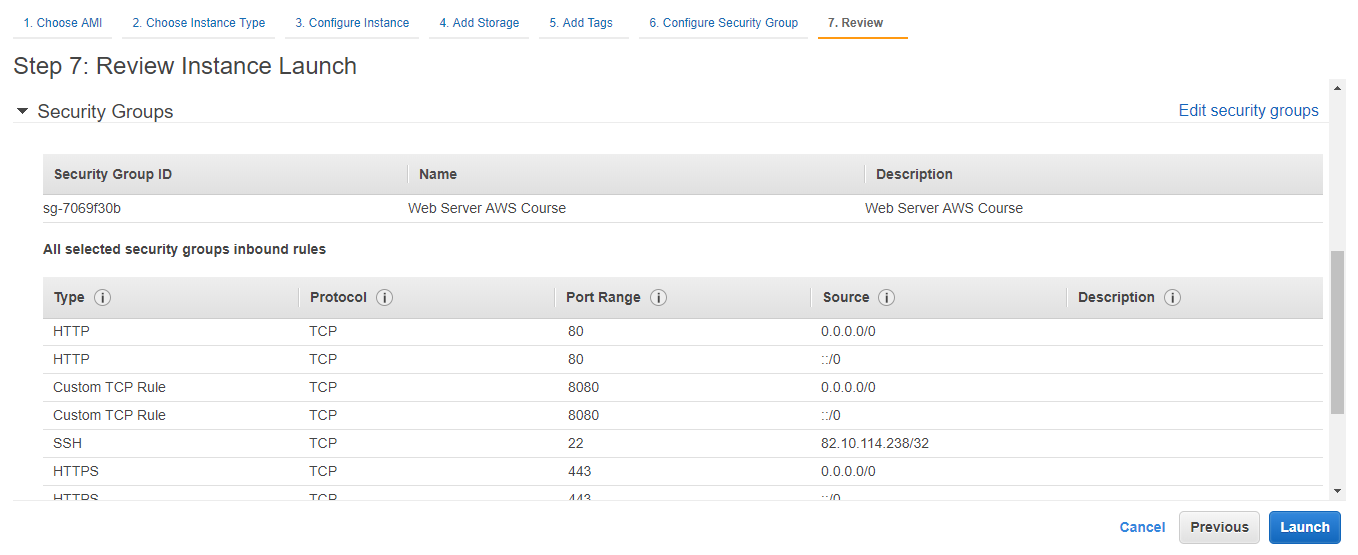 1. Choose AMI 2. Choose Instance Type 3. Configure Instance 4. Add Storage 5. Add Tags 6. Configure Security Group 7. Review
Step 7: Review Instance Launch
Security Groups Edit security groups
Security Group ID Name Description
sg-7069f30b Web Server AWS Course Web Server AWS Course
All selected security groups inbound rules
Type i Protocol i Port Range i Source i Description i
HTTP TCP 80 0.0.0.0/0
HTTP TCP 80 ::/0
Custom TCP Rule TCP 8080 0.0.0.0/0
Custom TCP Rule TCP 8080 ::/0
SSH TCP 22 82.10.114.238/32
HTTPS TCP 443 0.0.0.0/0
HTTPS TCP 443 ::/0
Cancel Previous Launch